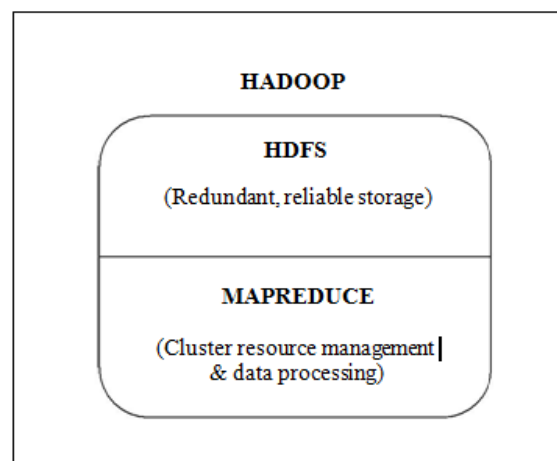 HADOOP
HDFS
(Redundant, reliable storage)
MAPREDUCE
(Cluster resource management
& data processing)